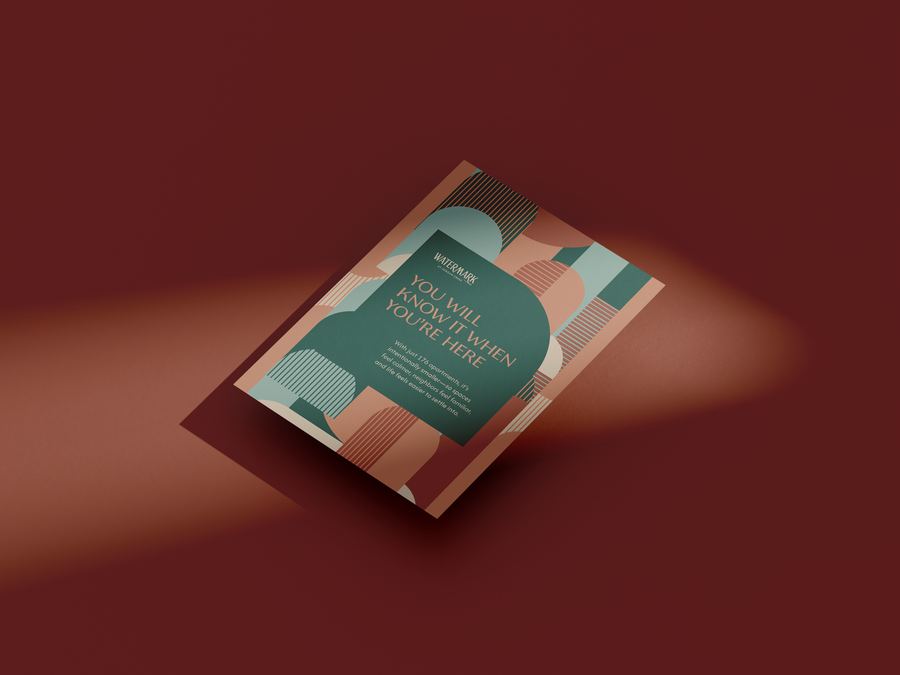 WATERMARK
YOU WILL
KNOW IT WHEN
YOU'RE HERE
With just 176 apartments, it's
intentionally smaller—so spaces
feel calmer, neighbors feel familiar,
and life feels easier to settle into.